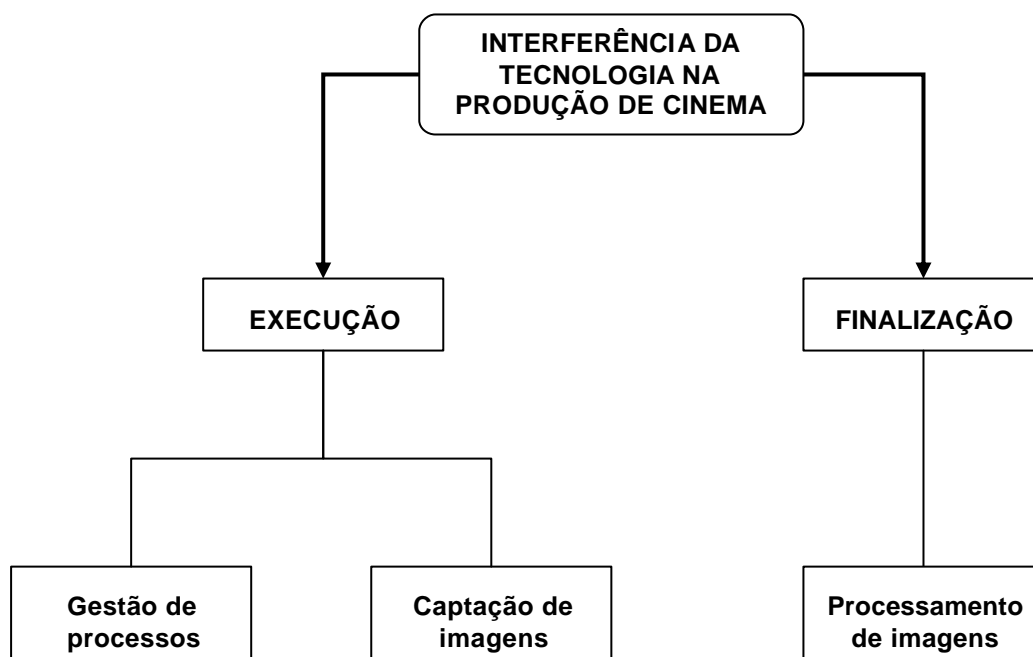 INTERFERÊNCIA DA
TECNOLOGIA NA
PRODUÇÃO DE CINEMA
EXECUÇÃO
FINALIZAÇÃO
Gestão de
processos
Captação de
imagens
Processamento
de imagens